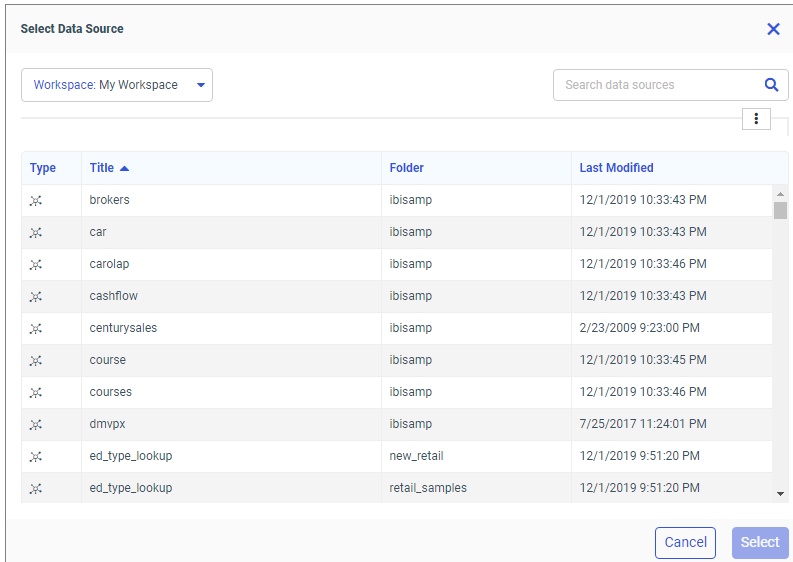 Select Data Source
Workspace: My Workspace
Search data sources
Type Title Folder Last Modified
brokers ibisamp 12/1/2019 10:33:43 PM
car ibisamp 12/1/2019 10:33:43 PM
carolap ibisamp 12/1/2019 10:33:46 PM
cashflow ibisamp 12/1/2019 10:33:43 PM
centurysales ibisamp 2/23/2009 9:23:00 PM
course ibisamp 12/1/2019 10:33:45 PM
courses ibisamp 12/1/2019 10:33:46 PM
dmvpx ibisamp 7/25/2017 11:24:01 PM
ed_type_lookup new_retail 12/1/2019 9:51:20 PM
ed_type_lookup retail_samples 12/1/2019 9:51:20 PM
Cancel Select